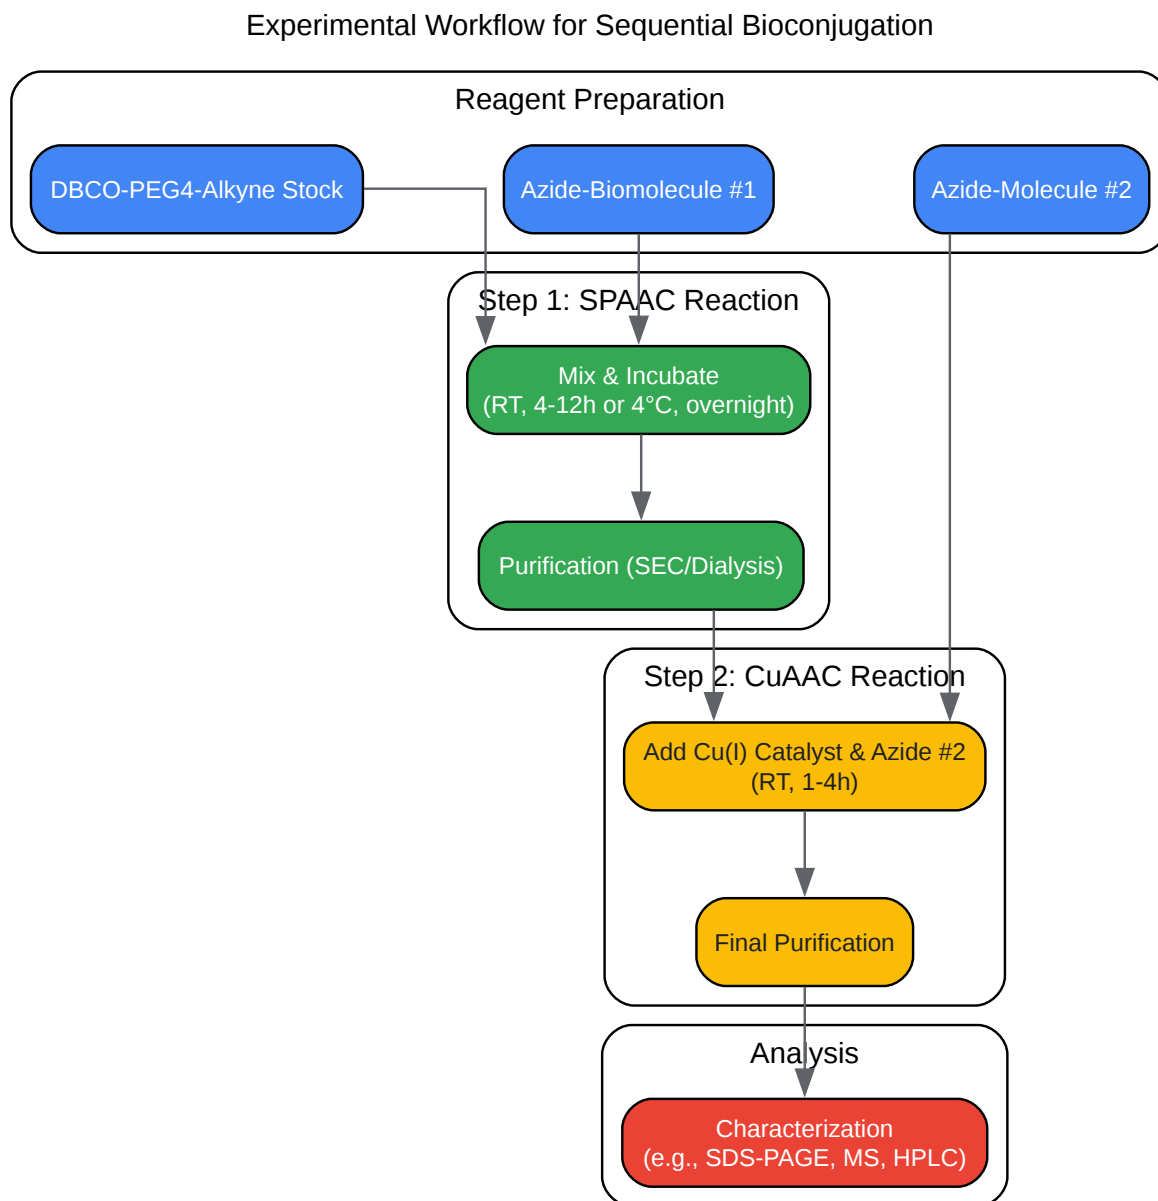 Experimental Workflow for Sequential Bioconjugation
Reagent Preparation
DBCO-PEG4-Alkyne Stock
Azide-Biomolecule #1
Azide-Molecule #2
Step 1: SPAAC Reaction
Mix & Incubate
(RT, 4-12h or 4°C, overnight)
Purification (SEC/Dialysis)
Step 2: CuAAC Reaction
Add Cu(I) Catalyst & Azide #2
(RT, 1-4h)
Final Purification
Analysis
Characterization
(e.g., SDS-PAGE, MS, HPLC)